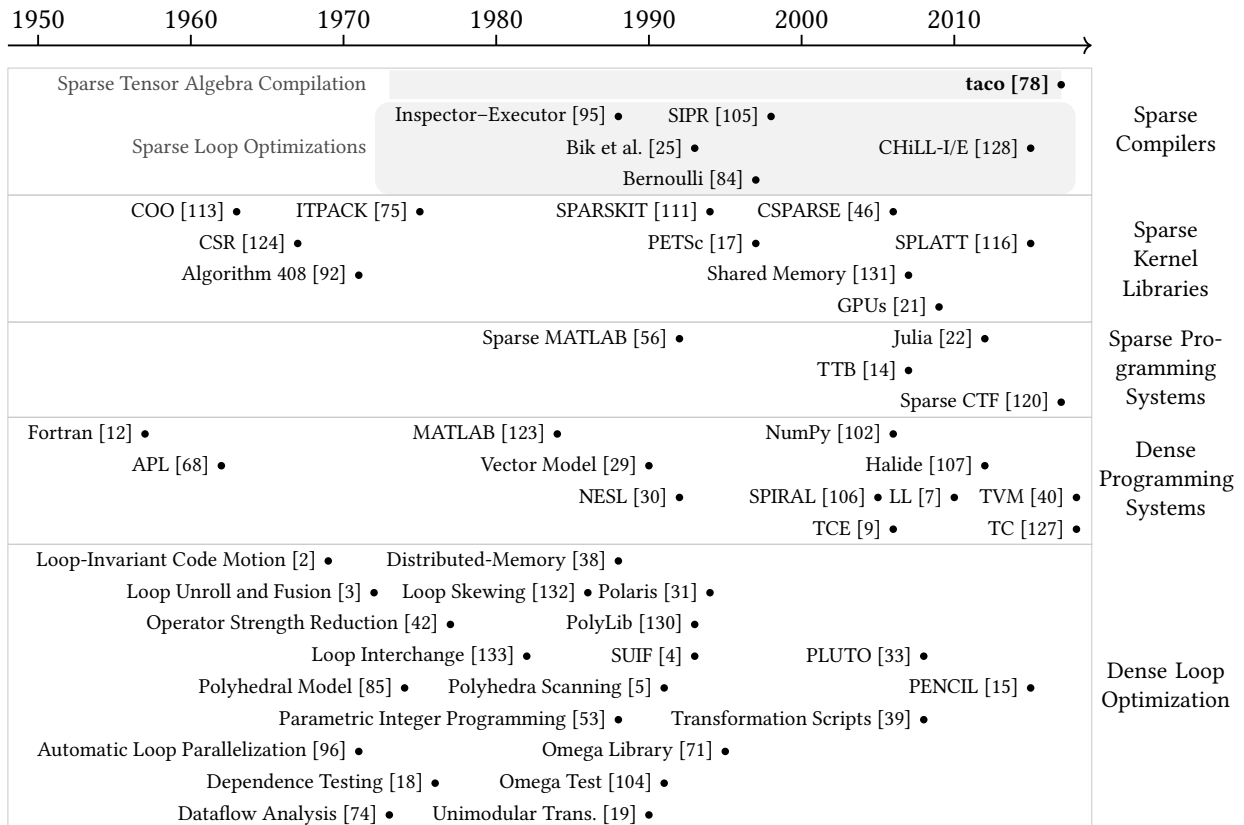 1950 1960 1970 1980 1990 2000 2010
Sparse Tensor Algebra Compilation taco [78]
Inspector–Executor [95] SIPR [105]
Sparse Loop Optimizations Bik et al. [25] CHiLL-I/E [128]
Bernoulli [84]
Sparse
Compilers
COO [113] ITPACK [75] SPARSKIT [111] CSPARSE [46]
CSR [124] PETSc [17] SPLATT [116]
Algorithm 408 [92] Shared Memory [131]
GPUs [21]
Sparse
Kernel
Libraries
Sparse MATLAB [56] Julia [22]
TTB [14]
Sparse CTF [120]
Sparse Pro-
gramming
Systems
Fortran [12] MATLAB [123] NumPy [102]
APL [68] Vector Model [29] Halide [107]
NESL [30] SPIRAL [106] LL [7] TVM [40]
TCE [9] TC [127]
Dense
Programming
Systems
Loop-Invariant Code Motion [2] Distributed-Memory [38]
Loop Unroll and Fusion [3] Loop Skewing [132] Polaris [31]
Operator Strength Reduction [42] PolyLib [130]
Loop Interchange [133] SUIF [4] PLUTO [33]
Polyhedral Model [85] Polyhedra Scanning [5] PENCIL [15]
Parametric Integer Programming [53] Transformation Scripts [39]
Automatic Loop Parallelization [96] Omega Library [71]
Dependence Testing [18] Omega Test [104]
Dataflow Analysis [74] Unimodular Trans. [19]
Dense Loop
Optimization